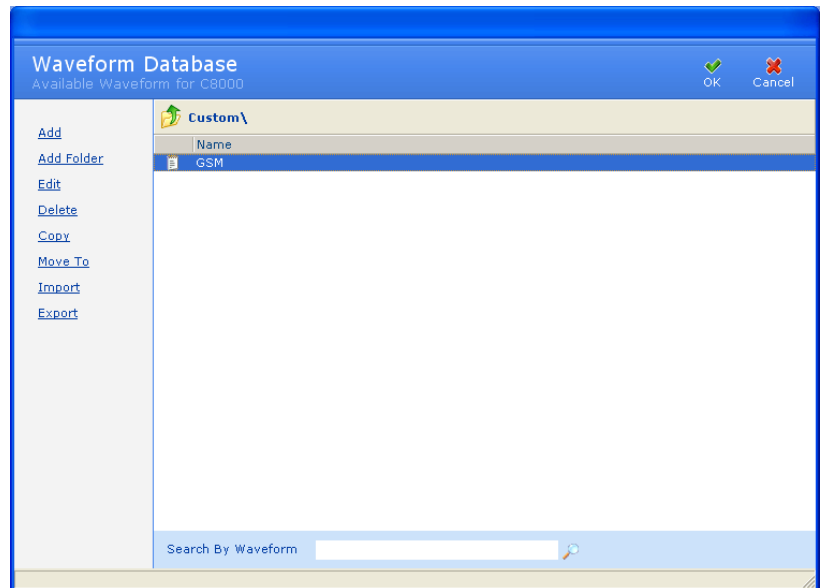 Waveform Database
Available Waveform for C8000
OK
Cancel
Add
Add Folder
Edit
Delete
Copy
Move To
Import
Export
Custom\
Name
GSM
Search By Waveform